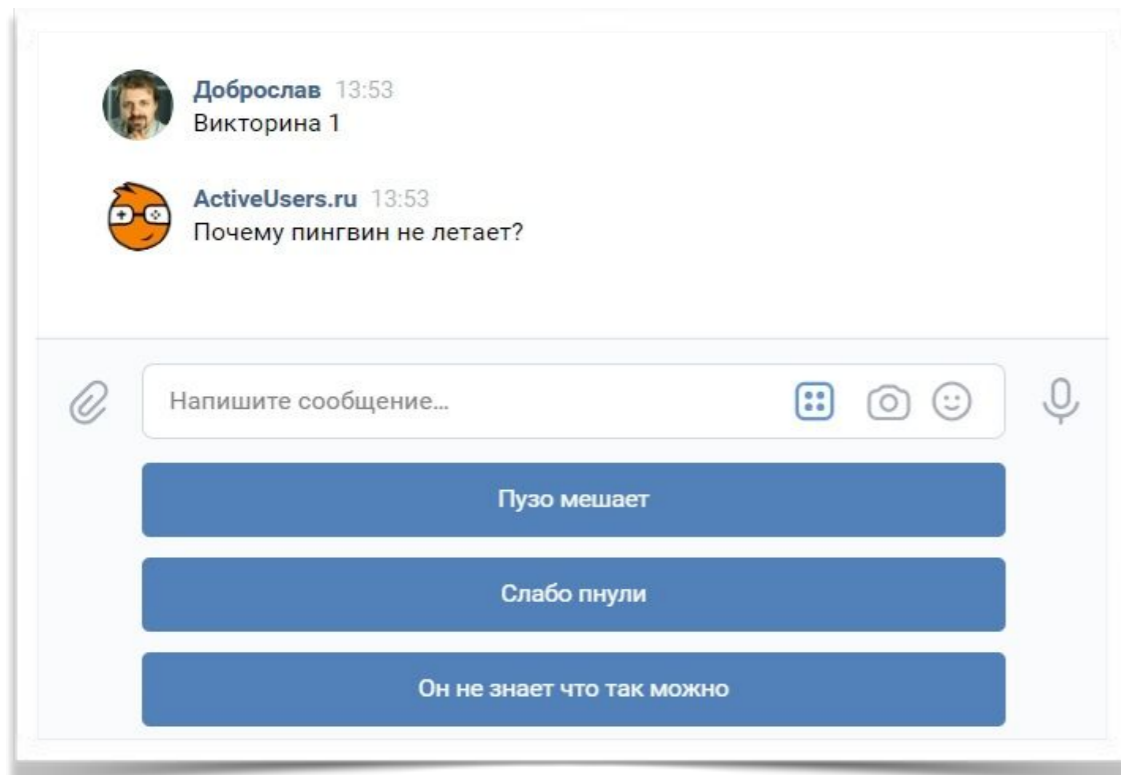 Доброслав 13:53
Викторина 1
ActiveUsers.ru 13:53
Почему пингвин не летает?
Напишите сообщение...
Пузо мешает
Слабо пнули
Он не знает что так можно